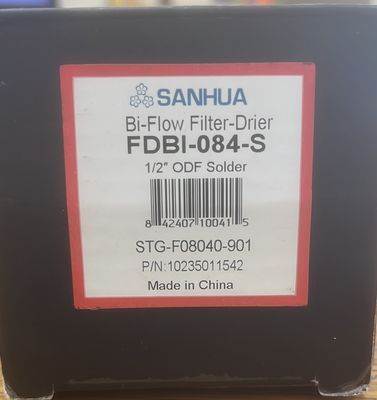 SANHUA
Bi-Flow Filter-Drier
FDBI-084-S
1/2″ ODF Solder
8 42407 10041 5
STG-F08040-901
P/N:10235011542
Made in China